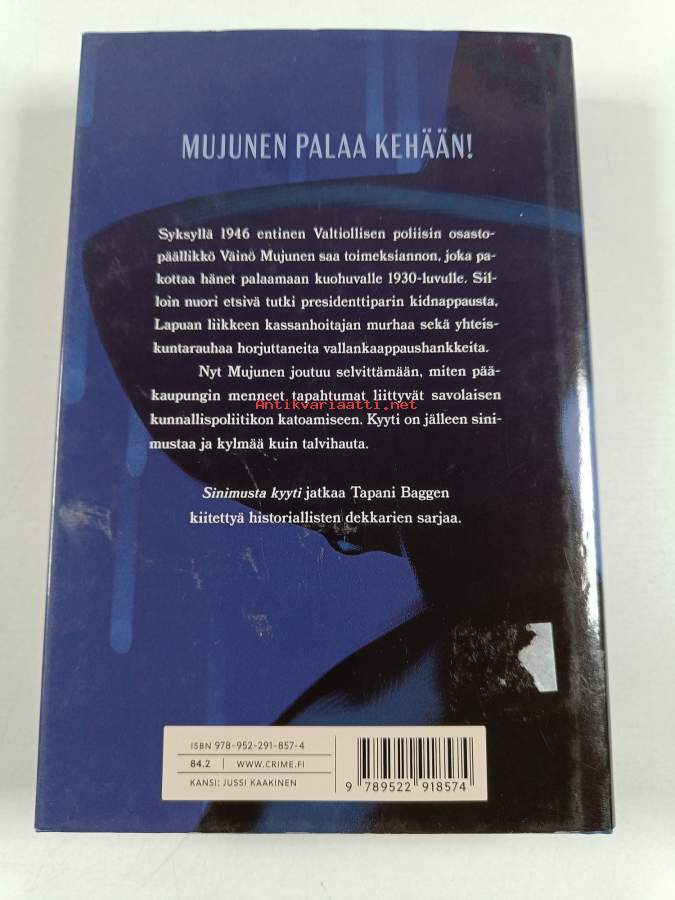 MUJUNEN PALAA KEHÄÄN!
Syksyllä 1946 entinen Valtiollisen poliisin osasto-
päällikkö Väinö Mujunen saa toimeksiannon, joka pa-
kottaa hänet palaamaan kuohuvalle 1930-luvulle. Sil-
loin nuori etsivä tutki presidenttiparin kidnappausta,
Lapuan liikkeen kassanhoitajan murhaa sekä yhteis-
kuntarauhaa horjuttaneita vallankaappaushankkeita.
Nyt Mujunen joutuu selvittämään, miten pää-
kaupungin menneet tapahtumat liittyvät savolaisen
Antikvariaatti.net
kunnallispoliitikon katoamiseen. Kyyti on jälleen sini-
mustaa ja kylmää kuin talvihauta.
Sinimusta kyyti jatkaa Tapani Baggen
kiitettyä historiallisten dekkarien sarjaa.
ISBN 978-952-291-857-4
84.2 WWW.CRIME.FI
KANSI: JUSSI KAAKINEN
9 789522 918574